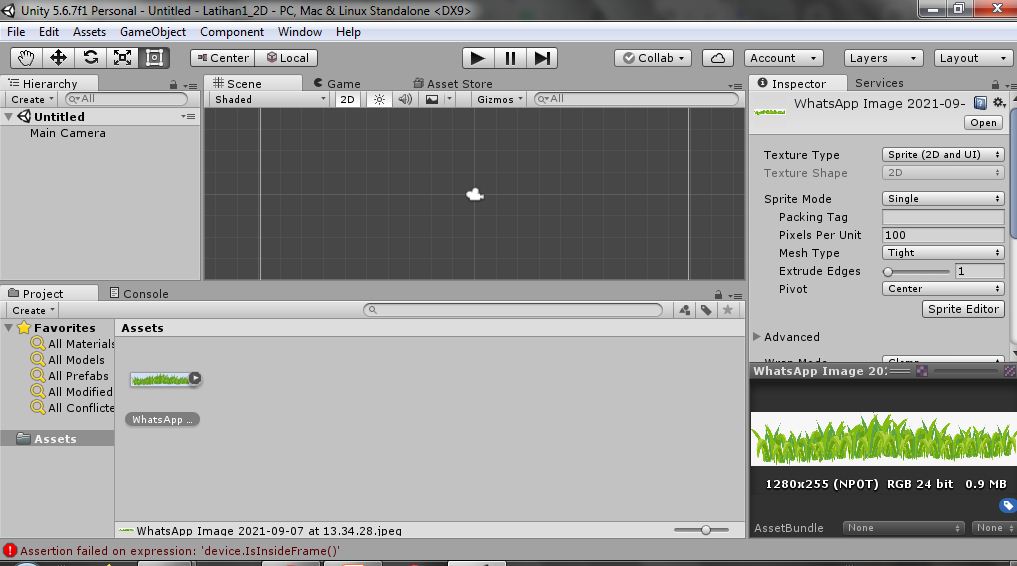 Unity 5.6.7f1 Personal - Untitled - Latihan1_2D - PC, Mac & Linux Standalone <DX9>
File Edit Assets GameObject Component Window Help
Center Local Collab Account Layers Layout
Hierarchy
Create All
Untitled
Main Camera
Scene Game Asset Store
Shaded 2D Gizmos All
Inspector Services
WhatsApp Image 2021-09-
Open
Texture Type Sprite (2D and UI)
Texture Shape 2D
Sprite Mode Single
Packing Tag
Pixels Per Unit 100
Mesh Type Tight
Extrude Edges 1
Pivot Center
Sprite Editor
Advanced
Wrap Mode Clamp
Project Console
Create
Favorites
All Materials
All Models
All Prefabs
All Modified
All Conflicte
Assets
Assets
WhatsApp ...
WhatsApp Image 2021-09-07 at 13.34.28.jpeg
WhatsApp Image 202
1280x255 (NPOT) RGB 24 bit 0.9 MB
AssetBundle None None
Assertion failed on expression: 'device.IsInsideFrame()'